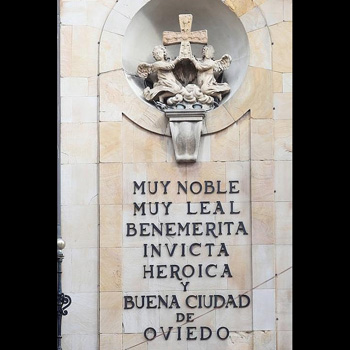 MUY NOBLE
MUY LEAL
BENEMERITA
INVICTA
HEROICA
Y
BUENA CIUDAD
DE
OVIEDO